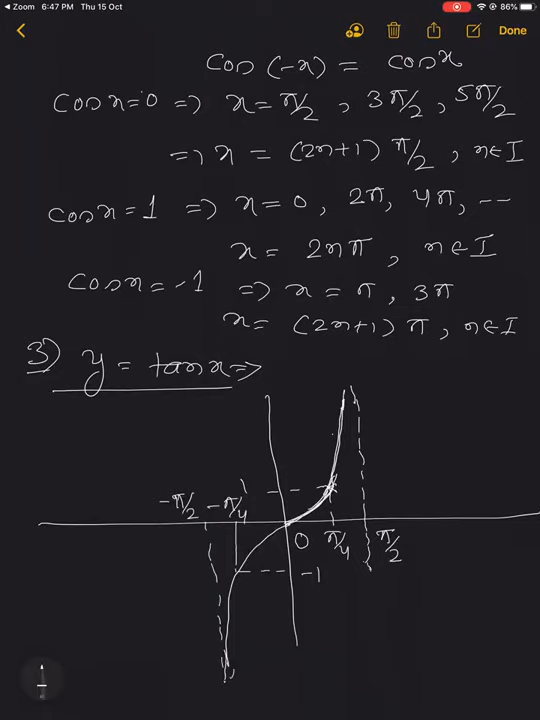 Zoom 6:47 PM Thu 15 Oct 86%
Done
cos (-x) = cos x
cos x = 0 => x = π/2 , 3π/2 , 5π/2
=> x = (2n+1) π/2 , n ∈ I
cos x = 1 => x = 0 , 2π, 4π, --
x = 2nπ , n ∈ I
cos x = -1 => x = π , 3π
x = (2n+1) π , n ∈ I
3) y = tan x =>
1
-π/2 -π/4
0 π/4 π/2
-1